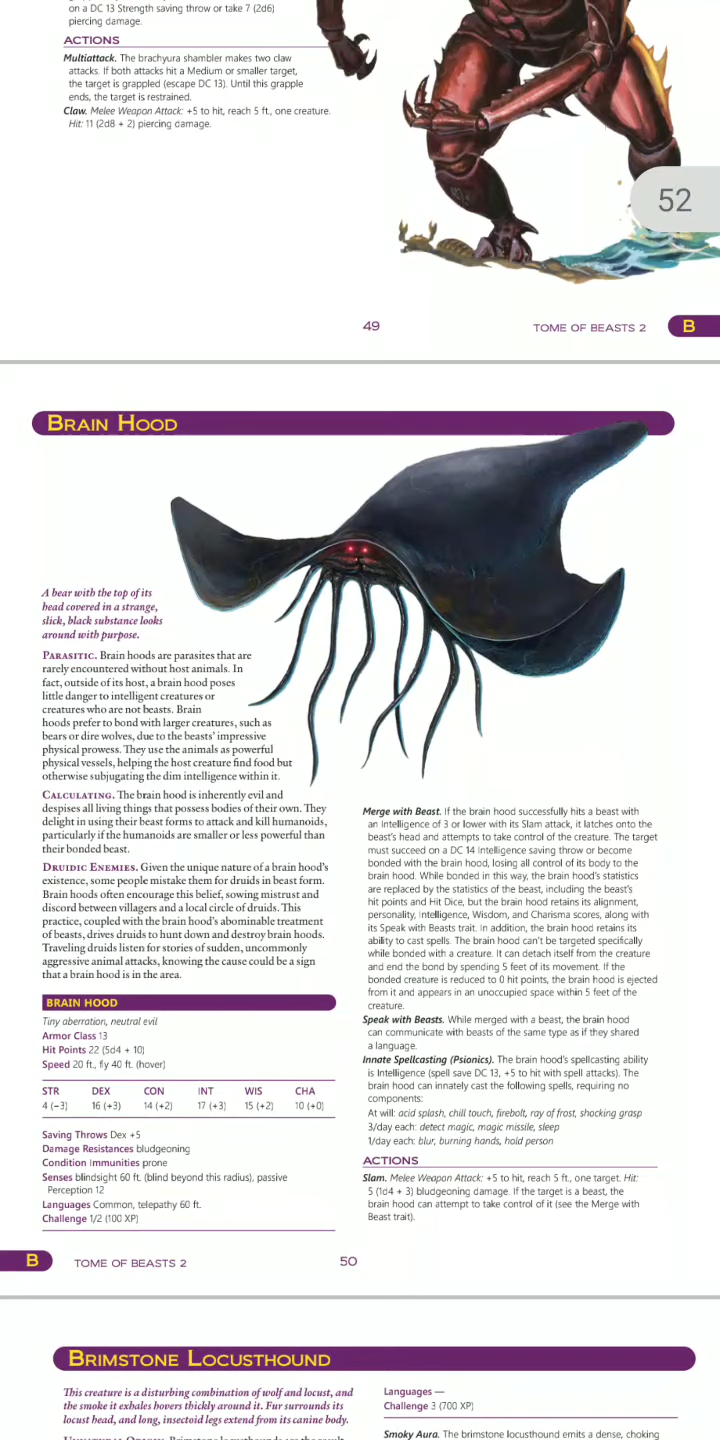 on a DC 13 Strength saving throw or take 7 (2d6)
piercing damage.
ACTIONS
Multiattack. The brachyura shambler makes two claw
attacks. If both attacks hit a Medium or smaller target,
the target is grappled (escape DC 13). Until this grapple
ends, the target is restrained.
Claw. Melee Weapon Attack: +5 to hit, reach 5 ft., one creature.
Hit: 11 (2d8 + 2) piercing damage.
52
49
TOME OF BEASTS 2
B
BRAIN HOOD
A bear with the top of its
head covered in a strange,
slick, black substance looks
around with purpose.
PARASITIC. Brain hoods are parasites that are
rarely encountered without host animals. In
fact, outside of its host, a brain hood poses
little danger to intelligent creatures or
creatures who are not beasts. Brain
hoods prefer to bond with larger creatures, such as
bears or dire wolves, due to the beasts' impressive
physical prowess. They use the animals as powerful
physical vessels, helping the host creature find food but
otherwise subjugating the dim intelligence within it.
CALCULATING. The brain hood is inherently evil and
despises all living things that possess bodies of their own. They
delight in using their beast forms to attack and kill humanoids,
particularly if the humanoids are smaller or less powerful than
their bonded beast.
DRUIDIC ENEMIES. Given the unique nature of a brain hood's
existence, some people mistake them for druids in beast form.
Brain hoods often encourage this belief, sowing mistrust and
discord between villagers and a local circle of druids. This
practice, coupled with the brain hood's abominable treatment
of beasts, drives druids to hunt down and destroy brain hoods.
Traveling druids listen for stories of sudden, uncommonly
aggressive animal attacks, knowing the cause could be a sign
that a brain hood is in the area.
BRAIN HOOD
Tiny aberration, neutral evil
Armor Class 13
Hit Points 22 (5d4 + 10)
Speed 20 ft., fly 40 ft. (hover)
STR DEX CON INT WIS CHA
4 (−3) 16 (+3) 14 (+2) 17 (+3) 15 (+2) 10 (+0)
Saving Throws Dex +5
Damage Resistances bludgeoning
Condition Immunities prone
Senses blindsight 60 ft. (blind beyond this radius), passive
Perception 12
Languages Common, telepathy 60 ft.
Challenge 1/2 (100 XP)
Merge with Beast. If the brain hood successfully hits a beast with
an Intelligence of 3 or lower with its Slam attack, it latches onto the
beast's head and attempts to take control of the creature. The target
must succeed on a DC 14 Intelligence saving throw or become
bonded with the brain hood, losing all control of its body to the
brain hood. While bonded in this way, the brain hood's statistics
are replaced by the statistics of the beast, including the beast's
hit points and Hit Dice, but the brain hood retains its alignment,
personality, Intelligence, Wisdom, and Charisma scores, along with
its Speak with Beasts trait. In addition, the brain hood retains its
ability to cast spells. The brain hood can't be targeted specifically
while bonded with a creature. It can detach itself from the creature
and end the bond by spending 5 feet of its movement. If the
bonded creature is reduced to 0 hit points, the brain hood is ejected
from it and appears in an unoccupied space within 5 feet of the
creature.
Speak with Beasts. While merged with a beast, the brain hood
can communicate with beasts of the same type as if they shared
a language.
Innate Spellcasting (Psionics). The brain hood's spellcasting ability
is Intelligence (spell save DC 13, +5 to hit with spell attacks). The
brain hood can innately cast the following spells, requiring no
components:
At will: acid splash, chill touch, firebolt, ray of frost, shocking grasp
3/day each: detect magic, magic missile, sleep
1/day each: blur, burning hands, hold person
ACTIONS
Slam. Melee Weapon Attack: +5 to hit, reach 5 ft., one target. Hit:
5 (1d4 + 3) bludgeoning damage. If the target is a beast, the
brain hood can attempt to take control of it (see the Merge with
Beast trait).
B
TOME OF BEASTS 2
50
BRIMSTONE LOCUSTHOUND
This creature is a disturbing combination of wolf and locust, and
the smoke it exhales hovers thickly around it. Fur surrounds its
locust head, and long, insectoid legs extend from its canine body.
Languages —
Challenge 3 (700 XP)
Smoky Aura. The brimstone locusthound emits a dense, choking